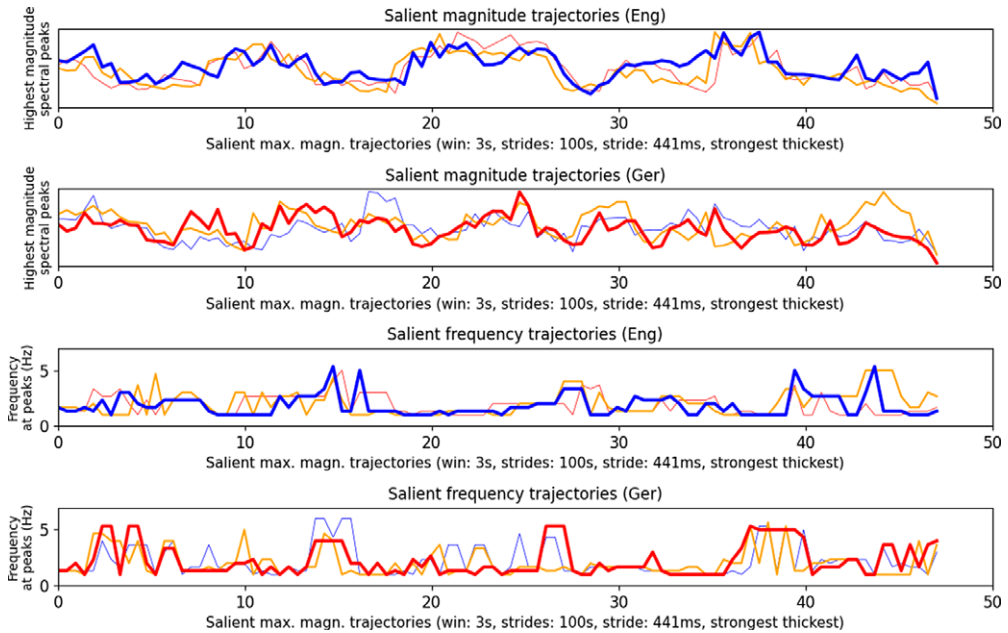 Salient magnitude trajectories (Eng)
Highest magnitude
spectral peaks
0 10 20 30 40 50
Salient max. magn. trajectories (win: 3s, strides: 100s, stride: 441ms, strongest thickest)
Salient magnitude trajectories (Ger)
Highest magnitude
spectral peaks
0 10 20 30 40 50
Salient max. magn. trajectories (win: 3s, strides: 100s, stride: 441ms, strongest thickest)
Salient frequency trajectories (Eng)
Frequency
at peaks (Hz)
5
0
0 10 20 30 40 50
Salient max. magn. trajectories (win: 3s, strides: 100s, stride: 441ms, strongest thickest)
Salient frequency trajectories (Ger)
Frequency
at peaks (Hz)
5
0
0 10 20 30 40 50
Salient max. magn. trajectories (win: 3s, strides: 100s, stride: 441ms, strongest thickest)